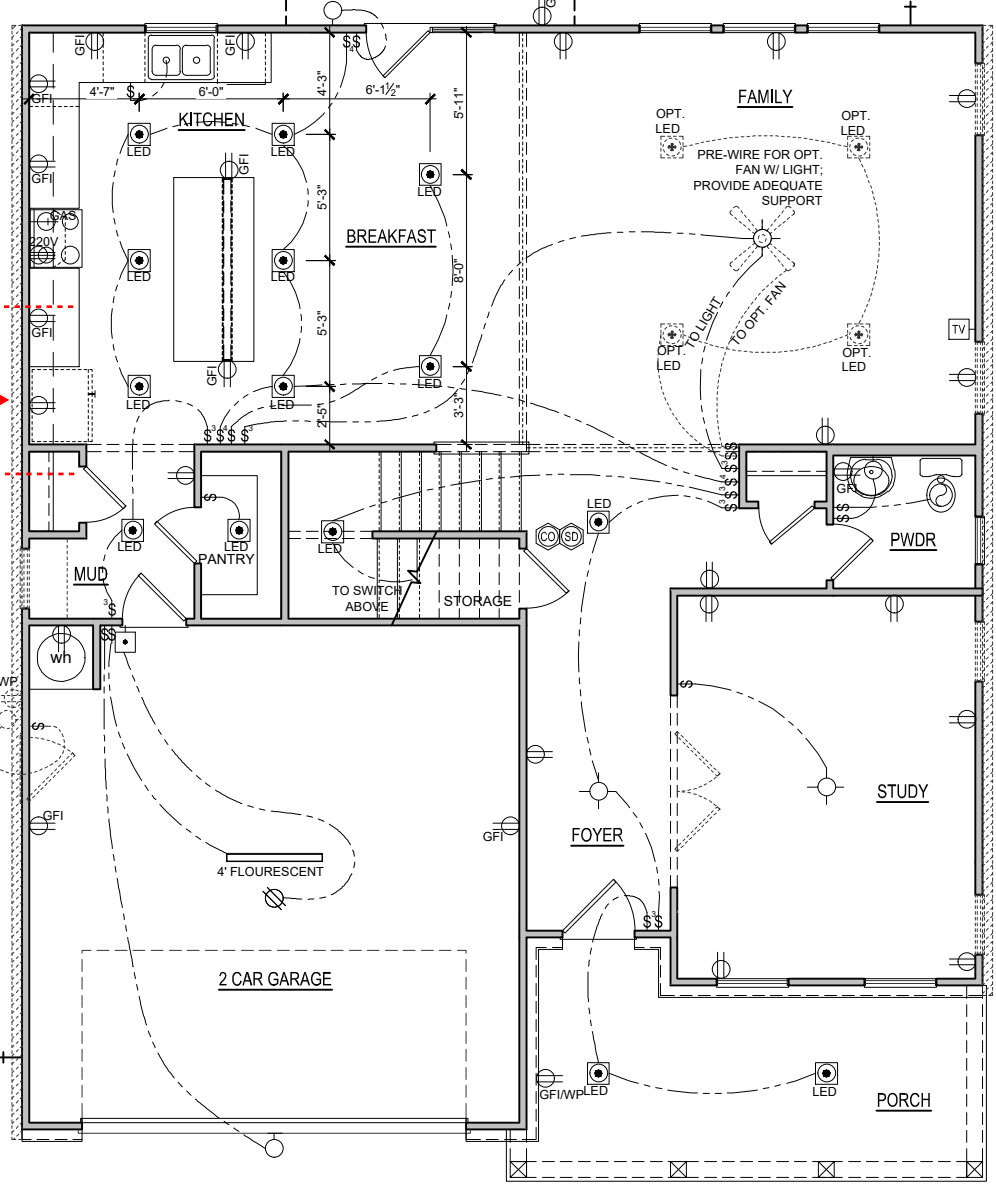 GFI
GFI
GFI
S
4'-7"
6'-0"
4'-3"
6'-1½"
5'-11"
FAMILY
KITCHEN
LED
LED
LED
OPT.
LED
OPT.
LED
PRE-WIRE FOR OPT.
FAN W/ LIGHT;
PROVIDE ADEQUATE
SUPPORT
GFI
GFI
5'-3"
BREAKFAST
GAS
220V
LED
LED
8'-0"
TO LIGHT
TO OPT. FAN
GFI
5'-3"
TV
OPT.
LED
OPT.
LED
GFI
LED
LED
LED
2'-5"
3'-3"
GFI
LED
LED
LED
LED
CO
SD
PWDR
PANTRY
MUD
TO SWITCH
ABOVE
STORAGE
wh
WP
GFI
GFI
STUDY
FOYER
4' FLOURESCENT
2 CAR GARAGE
GFI/WP
LED
LED
PORCH